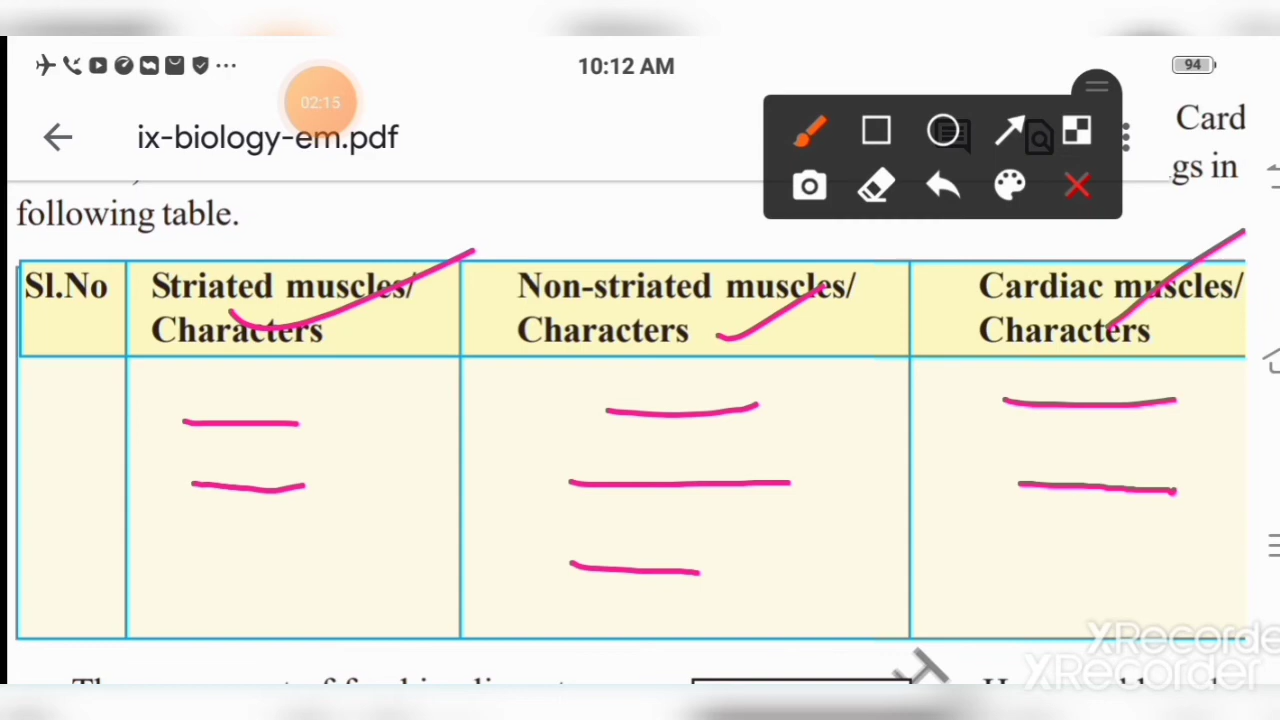 10:12 AM
94
02:15
ix-biology-em.pdf
Card
gs in
following table.
Sl.No
Striated muscles/
Characters
Non-striated muscles/
Characters
Cardiac muscles/
Characters
XRecorder